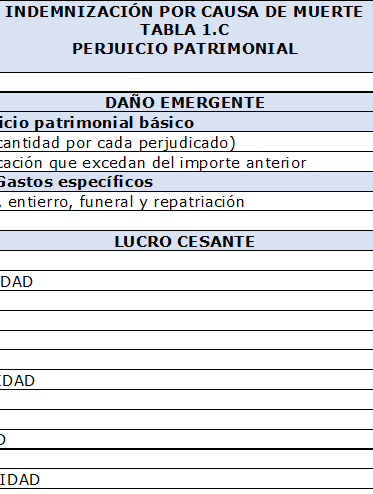 INDEMNIZACIÓN POR CAUSA DE MUERTE
TABLA 1.C
PERJUICIO PATRIMONIAL
DAÑO EMERGENTE
icio patrimonial básico
cantidad por cada perjudicado)
cación que excedan del importe anterior
Gastos específicos
, entierro, funeral y repatriación
LUCRO CESANTE
DAD
IDAD
O
IDAD